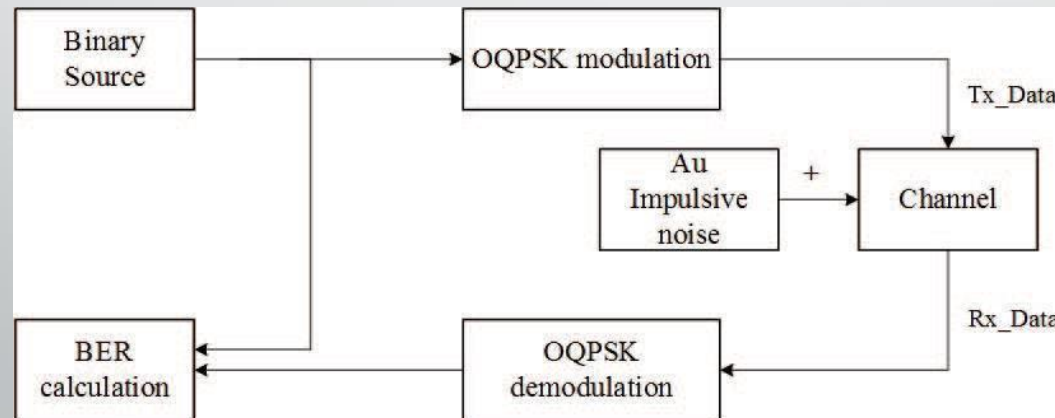 Binary
Source
OQPSK modulation
Tx_Data
Au
Impulsive
noise
+
Channel
Rx_Data
BER
calculation
OQPSK
demodulation